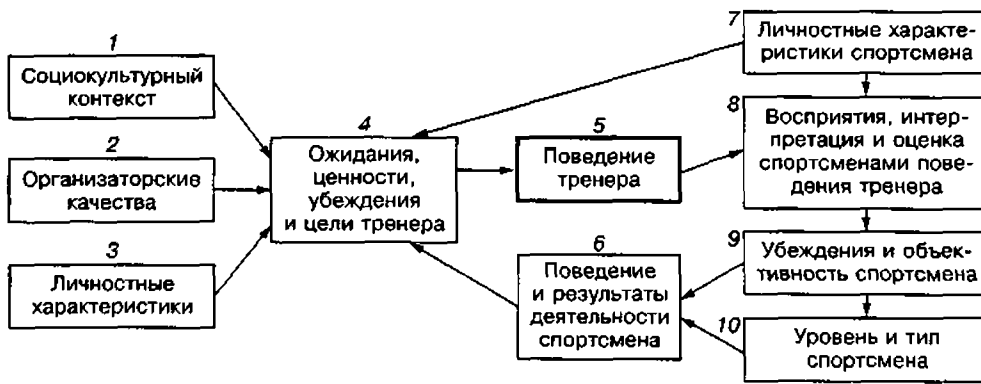 1
Социокультурный
контекст
2
Организаторские
качества
3
Личностные
характеристики
4
Ожидания,
ценности,
убеждения
и цели тренера
5
Поведение
тренера
6
Поведение
и результаты
деятельности
спортсмена
7
Личностные характе-
ристики спортсмена
8
Восприятия, интер-
претация и оценка
спортсменами пове-
дения тренера
9
Убеждения и объек-
тивность спортсмена
10
Уровень и тип
спортсмена